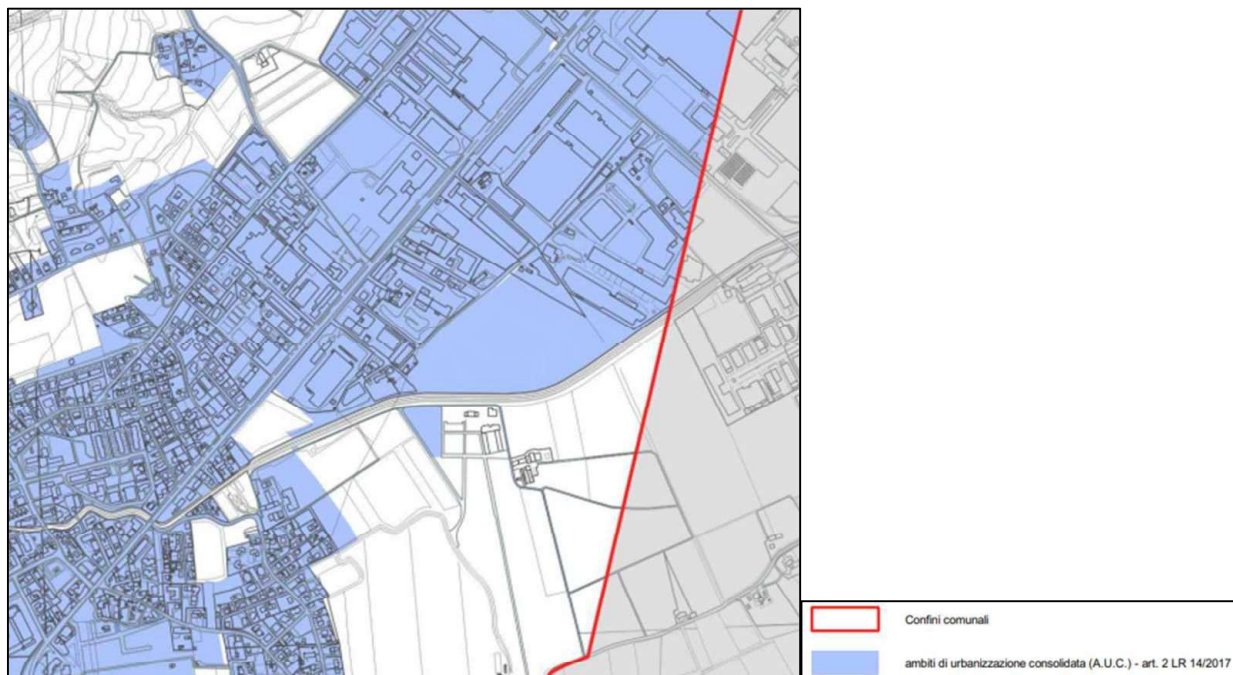 Confini comunali
ambiti di urbanizzazione consolidata (A.U.C.) - art. 2 LR 14/2017